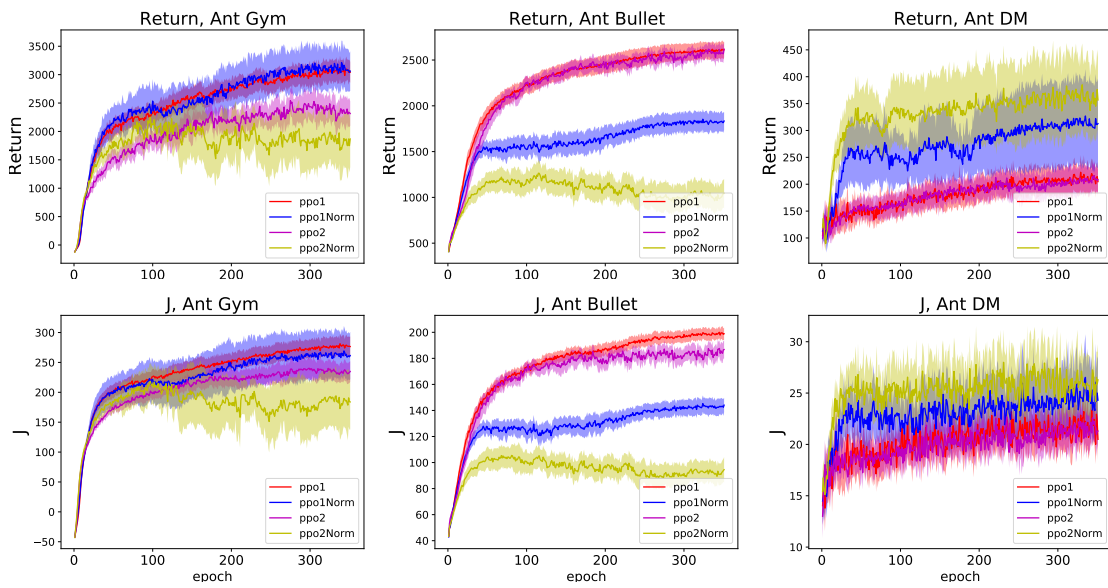 Return, Ant Gym
Return
3500
3000
2500
2000
1500
1000
500
0
0 100 200 300
ppo1
ppo1Norm
ppo2
ppo2Norm
Return, Ant Bullet
Return
2500
2000
1500
1000
500
0 100 200 300
ppo1
ppo1Norm
ppo2
ppo2Norm
Return, Ant DM
Return
450
400
350
300
250
200
150
100
0 100 200 300
ppo1
ppo1Norm
ppo2
ppo2Norm
J, Ant Gym
J
300
250
200
150
100
50
0
−50
0 100 200 300
epoch
ppo1
ppo1Norm
ppo2
ppo2Norm
J, Ant Bullet
J
200
180
160
140
120
100
80
60
40
0 100 200 300
epoch
ppo1
ppo1Norm
ppo2
ppo2Norm
J, Ant DM
J
30
25
20
15
10
0 100 200 300
epoch
ppo1
ppo1Norm
ppo2
ppo2Norm